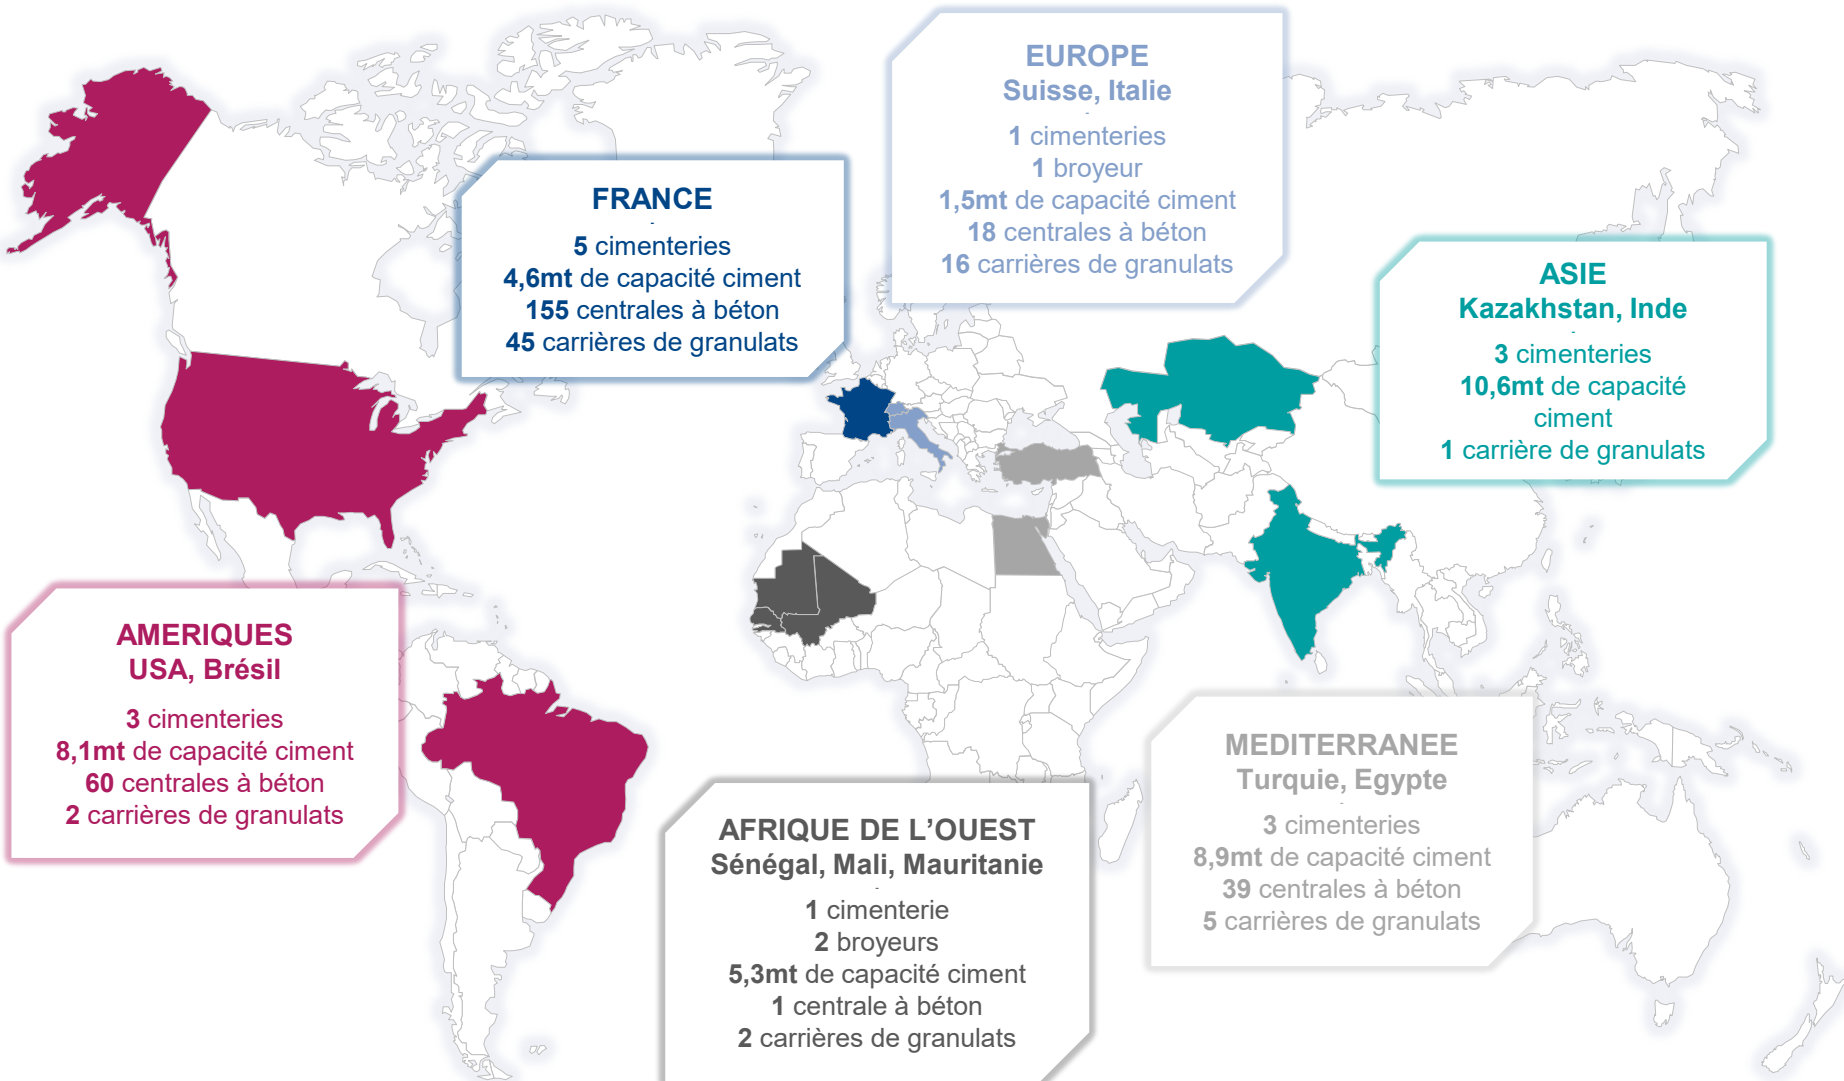 EUROPE
Suisse, Italie
-
1 cimenteries
1 broyeur
1,5mt de capacité ciment
18 centrales à béton
16 carrières de granulats
FRANCE
-
5 cimenteries
4,6mt de capacité ciment
155 centrales à béton
45 carrières de granulats
ASIE
Kazakhstan, Inde
-
3 cimenteries
10,6mt de capacité
ciment
1 carrière de granulats
AMERIQUES
USA, Brésil
-
3 cimenteries
8,1mt de capacité ciment
60 centrales à béton
2 carrières de granulats
MEDITERRANEE
Turquie, Egypte
-
3 cimenteries
8,9mt de capacité ciment
39 centrales à béton
5 carrières de granulats
AFRIQUE DE L’OUEST
Sénégal, Mali, Mauritanie
-
1 cimenterie
2 broyeurs
5,3mt de capacité ciment
1 centrale à béton
2 carrières de granulats